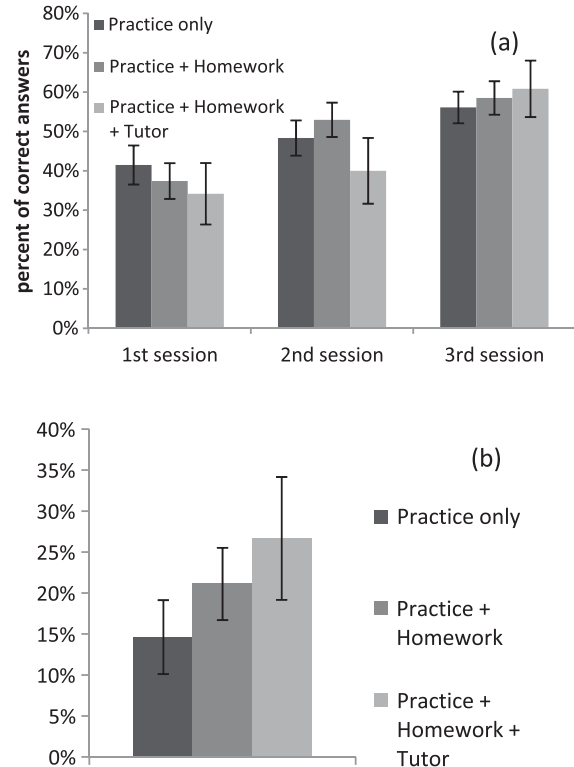 80%
70%
60%
50%
40%
30%
20%
10%
0%
percent of correct answers
(a)
Practice only
Practice + Homework
Practice + Homework
+ Tutor
1st session
2nd session
3rd session
40%
35%
30%
25%
20%
15%
10%
5%
0%
(b)
Practice only
Practice +
Homework
Practice +
Homework +
Tutor